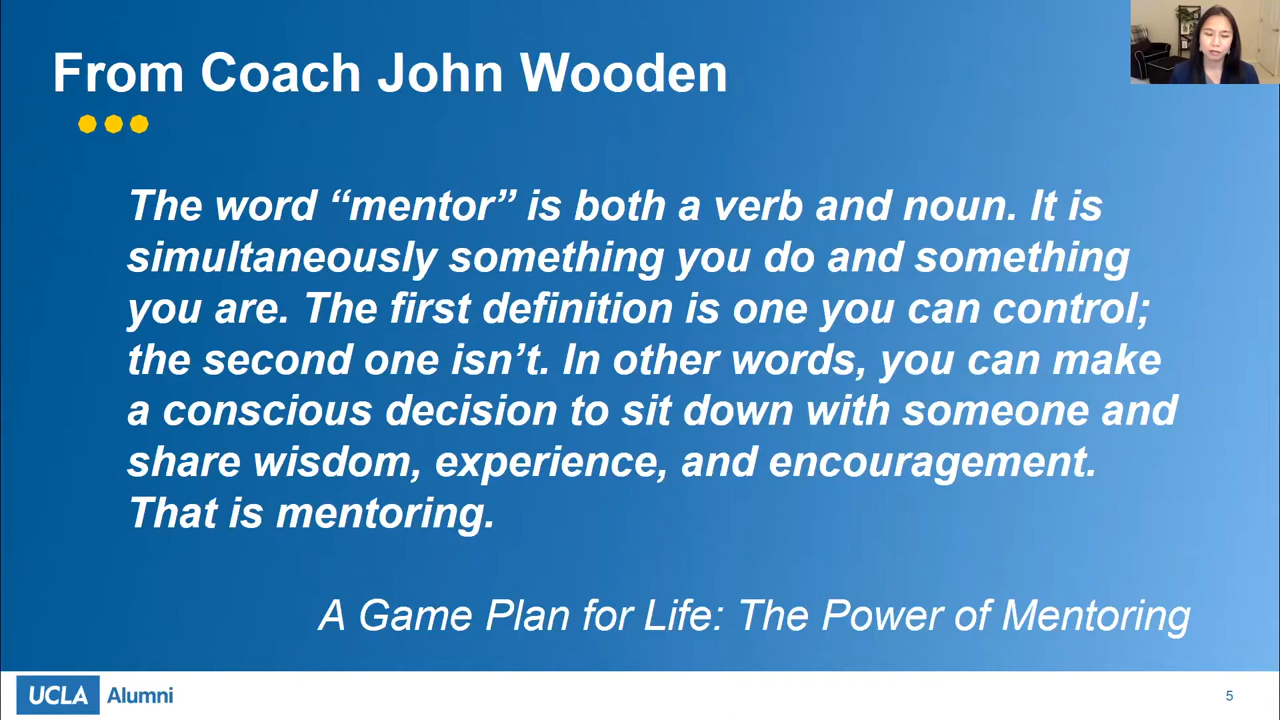 From Coach John Wooden
The word “mentor” is both a verb and noun. It is
simultaneously something you do and something
you are. The first definition is one you can control;
the second one isn’t. In other words, you can make
a conscious decision to sit down with someone and
share wisdom, experience, and encouragement.
That is mentoring.
A Game Plan for Life: The Power of Mentoring
UCLA Alumni
5